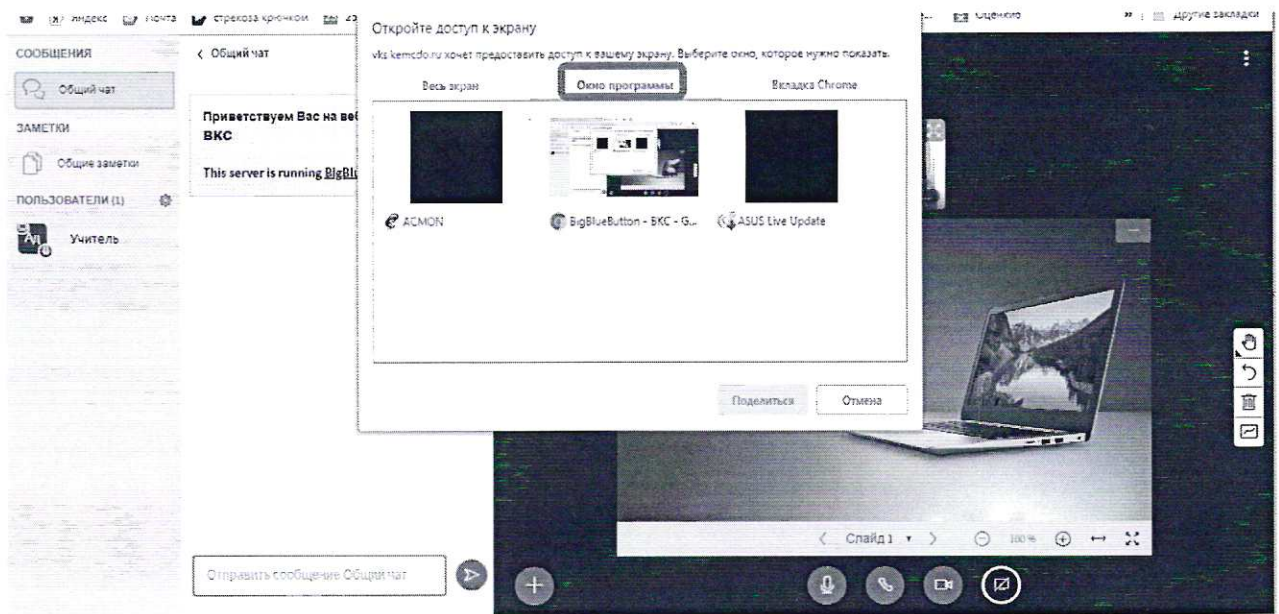 Яндекс Почта стрекоза крючком
Оценкио
» Другие закладки
СООБЩЕНИЯ
Общий чат
ЗАМЕТКИ
Общие заметки
ПОЛЬЗОВАТЕЛИ (1)
Ад Учитель
Общий чат
Приветствуем Вас на
ВКС
This server is running
Отправить сообщение Общий чат
Откройте доступ к экрану
vks.kemcdo.ru хочет предоставить доступ к вашему экрану. Выберите окно, которое нужно показать.
Весь экран Окно программы Вкладка Chrome
ACMON BigBlueButton - ВКС - G... ASUS Live Update
Поделиться Отмена
Слайд 1 100%